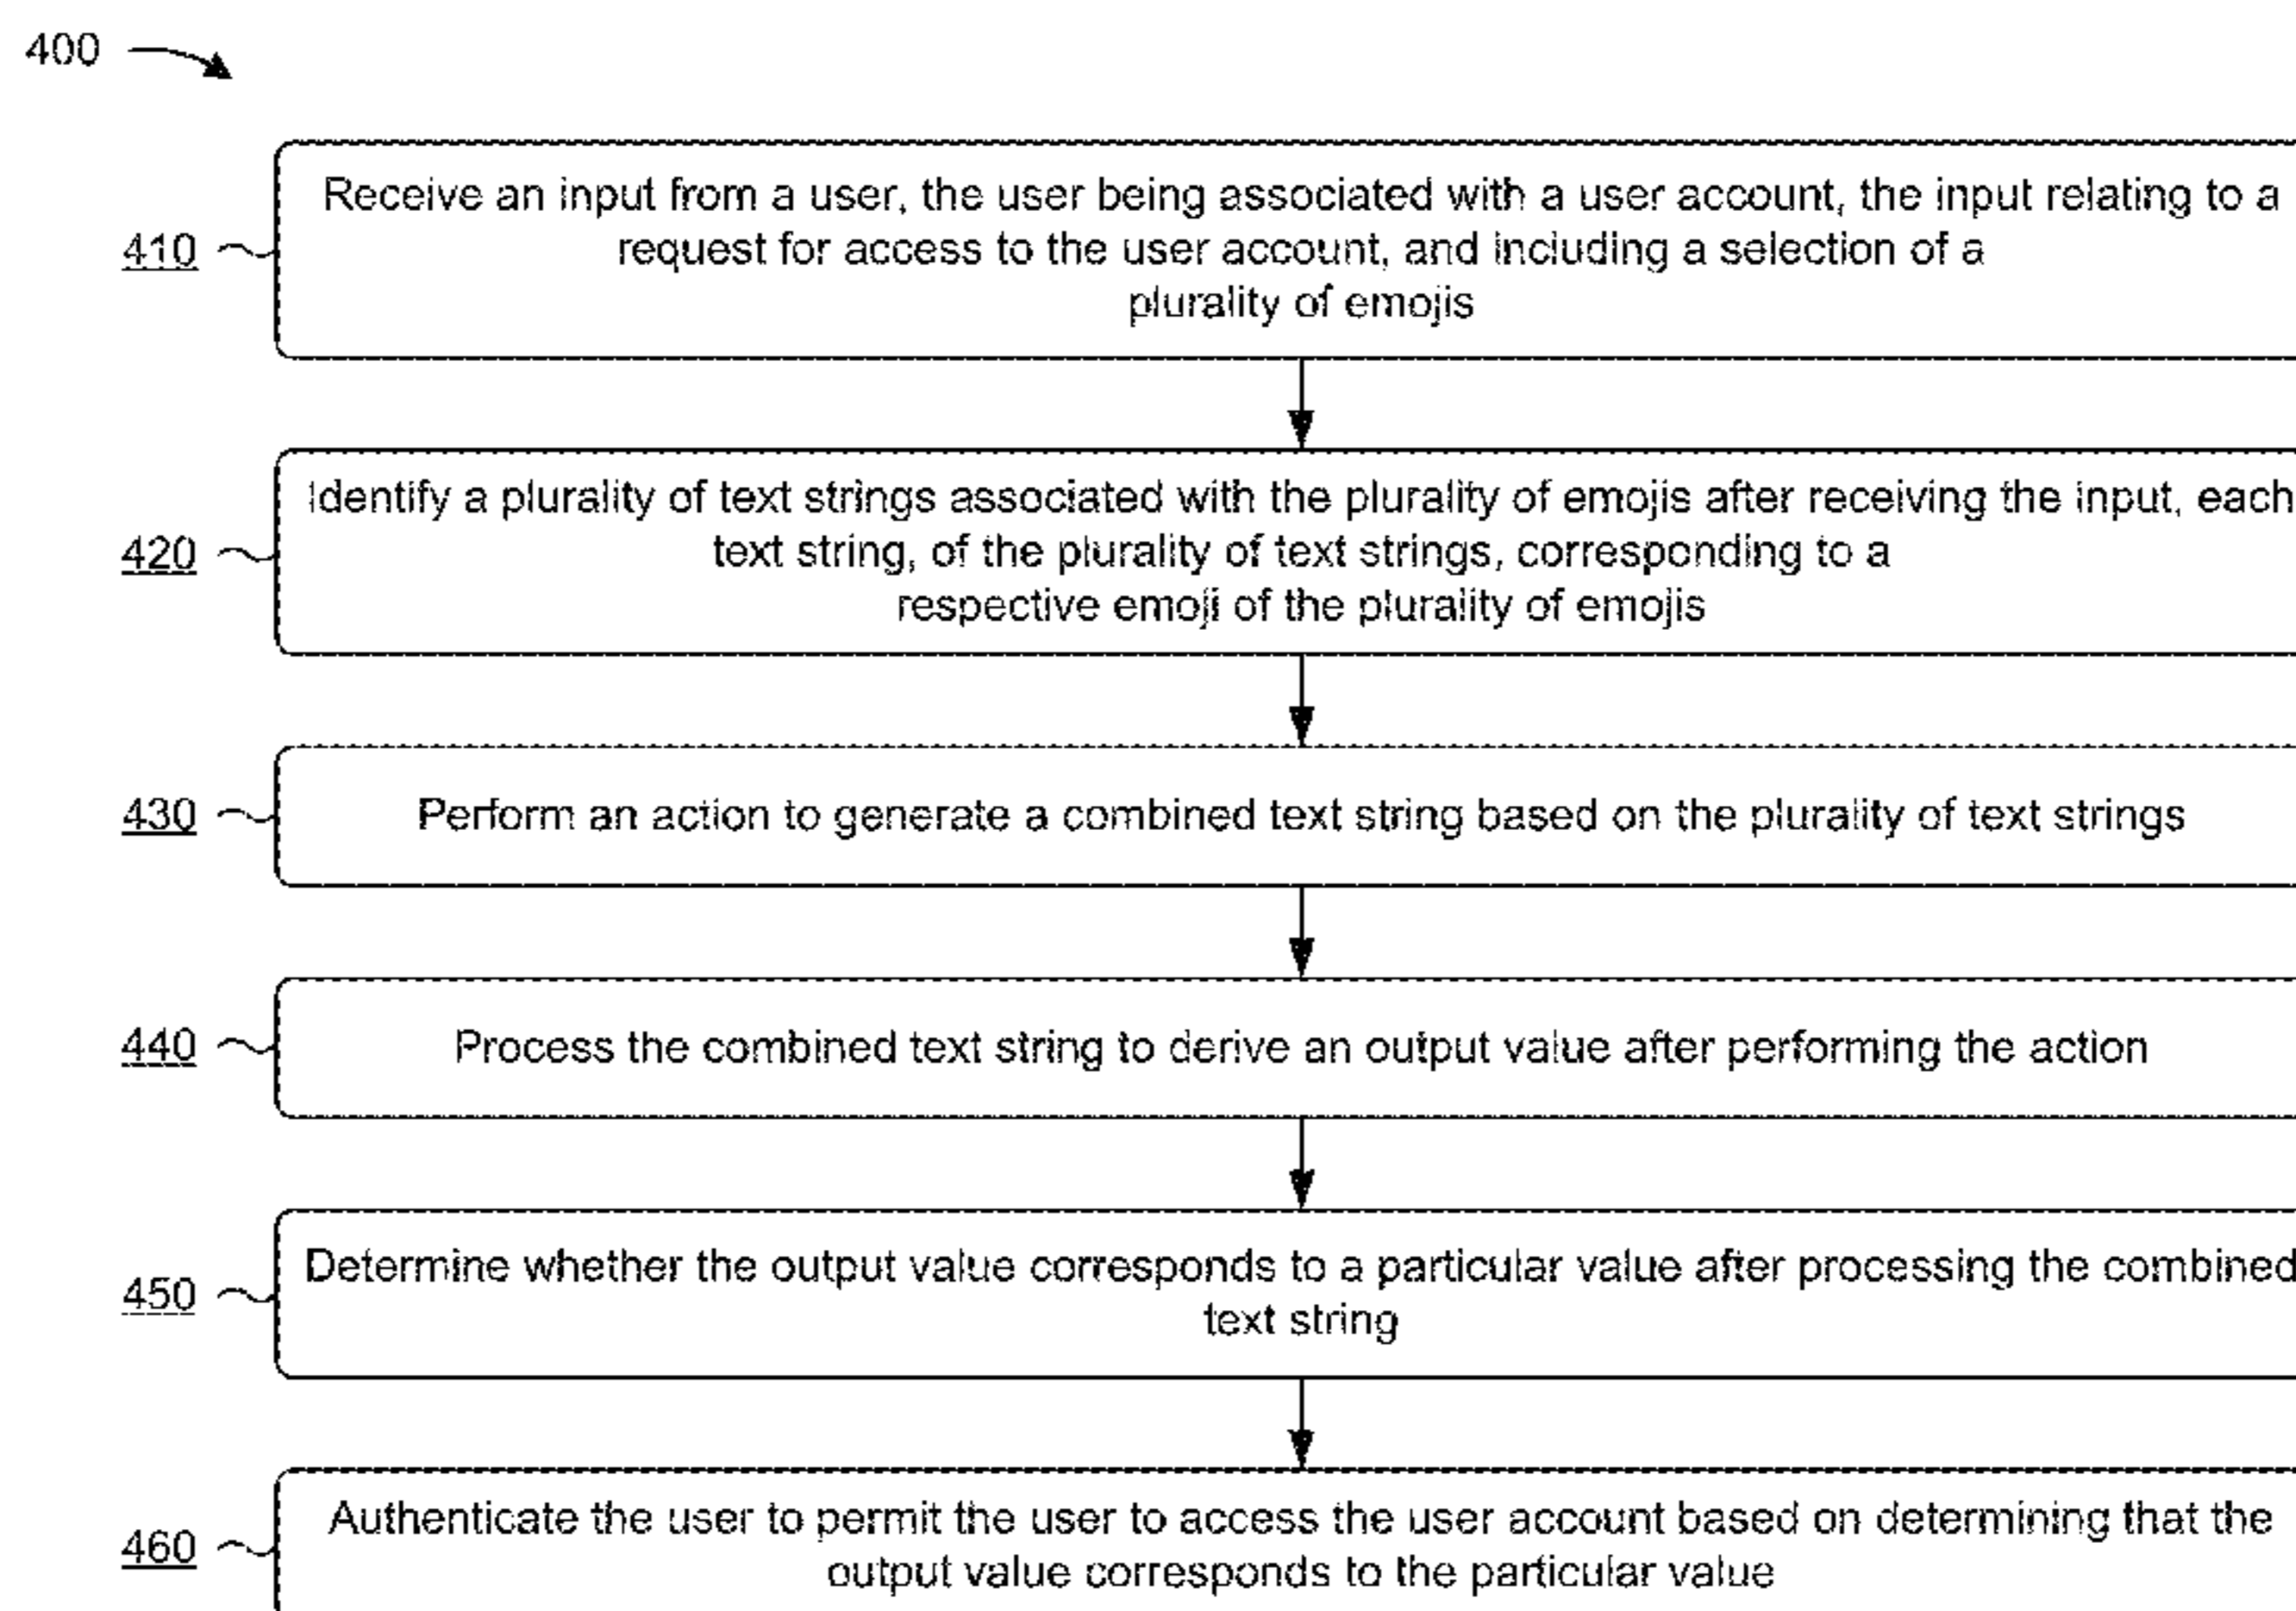 400
Receive an input from a user, the user being associated with a user account, the input relating to a
request for access to the user account, and including a selection of a
plurality of emojis
410
Identify a plurality of text strings associated with the plurality of emojis after receiving the input, each
text string, of the plurality of text strings, corresponding to a
respective emoji of the plurality of emojis
420
Perform an action to generate a combined text string based on the plurality of text strings
430
Process the combined text string to derive an output value after performing the action
440
Determine whether the output value corresponds to a particular value after processing the combined
text string
450
Authenticate the user to permit the user to access the user account based on determining that the
output value corresponds to the particular value
460